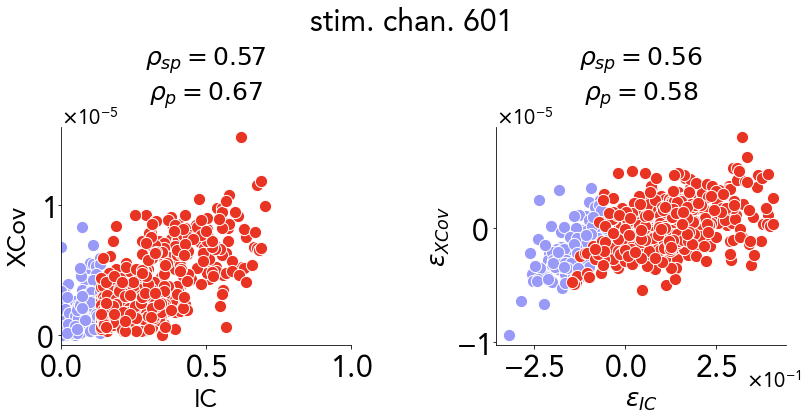 stim. chan. 601
ρsp = 0.57
ρp = 0.67
×10⁻⁵
1
0
XCov
0.0 0.5 1.0
IC
ρsp = 0.56
ρp = 0.58
×10⁻⁵
0
−1
εXCov
−2.5 0.0 2.5
×10⁻¹
εIC